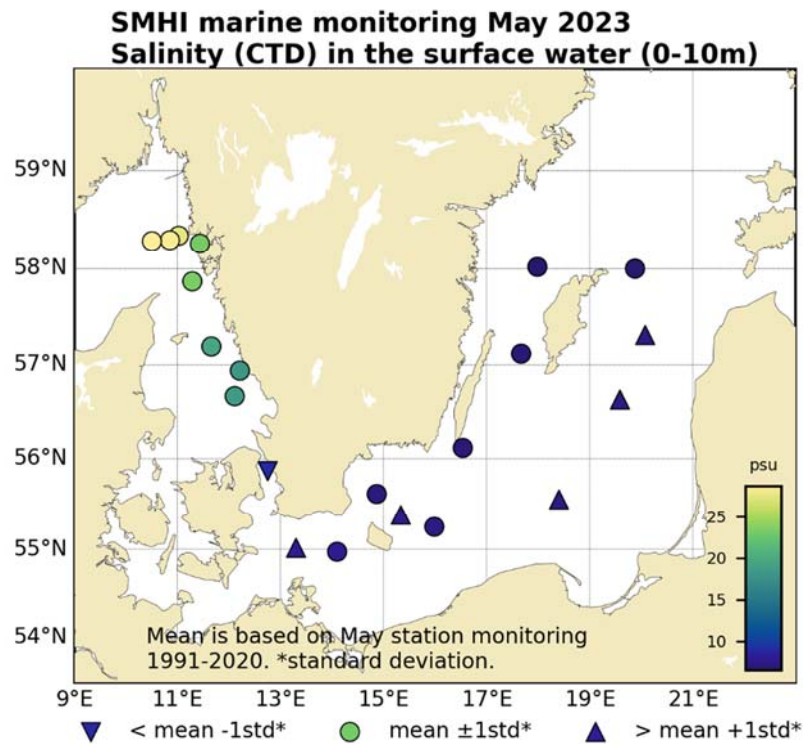 SMHI marine monitoring May 2023
Salinity (CTD) in the surface water (0-10m)
59°N
58°N
57°N
56°N
55°N
54°N
psu
25
20
15
10
Mean is based on May station monitoring
1991-2020. *standard deviation.
9°E 11°E 13°E 15°E 17°E 19°E 21°E
< mean -1std* mean ±1std* > mean +1std*